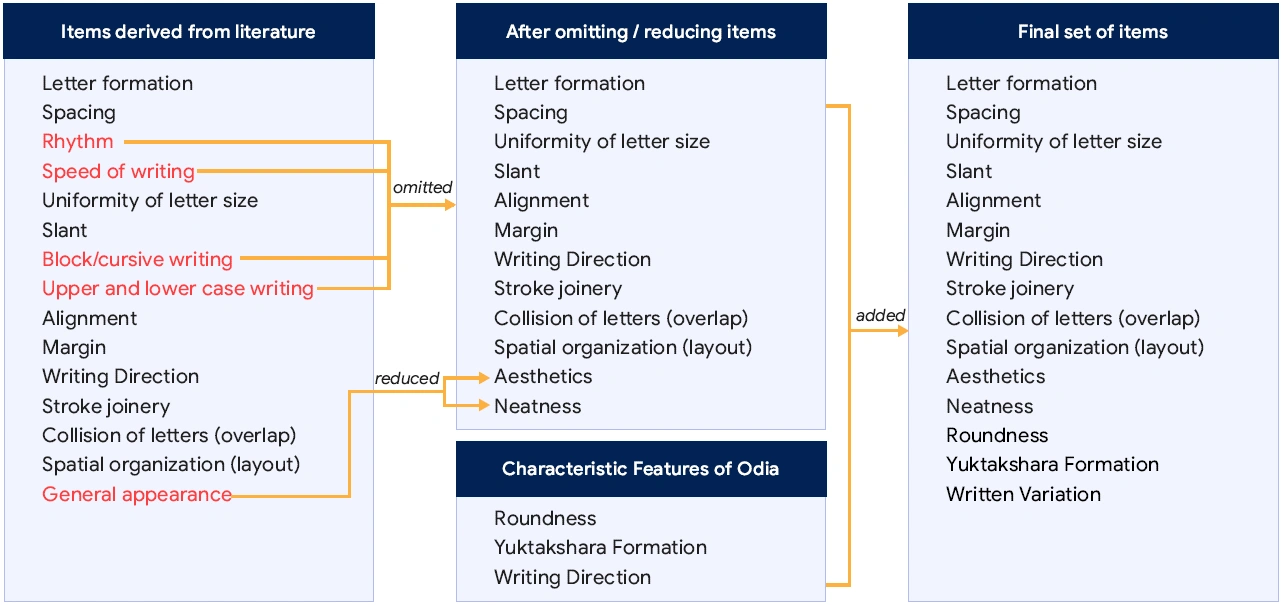 Items derived from literature
Letter formation
Spacing
Rhythm
Speed of writing
Uniformity of letter size
Slant
Block/cursive writing
Upper and lower case writing
Alignment
Margin
Writing Direction
Stroke joinery
Collision of letters (overlap)
Spatial organization (layout)
General appearance
omitted
reduced
After omitting / reducing items
Letter formation
Spacing
Uniformity of letter size
Slant
Alignment
Margin
Writing Direction
Stroke joinery
Collision of letters (overlap)
Spatial organization (layout)
Aesthetics
Neatness
Characteristic Features of Odia
Roundness
Yuktakshara Formation
Writing Direction
added
Final set of items
Letter formation
Spacing
Uniformity of letter size
Slant
Alignment
Margin
Writing Direction
Stroke joinery
Collision of letters (overlap)
Spatial organization (layout)
Aesthetics
Neatness
Roundness
Yuktakshara Formation
Written Variation